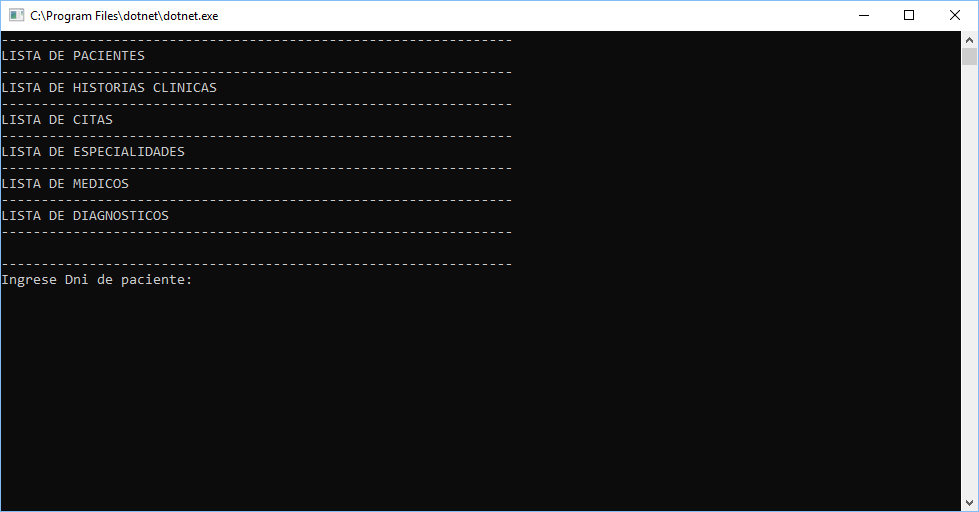 C:\Program Files\dotnet\dotnet.exe
----------------------------------------------------------------
LISTA DE PACIENTES
----------------------------------------------------------------
LISTA DE HISTORIAS CLINICAS
----------------------------------------------------------------
LISTA DE CITAS
----------------------------------------------------------------
LISTA DE ESPECIALIDADES
----------------------------------------------------------------
LISTA DE MEDICOS
----------------------------------------------------------------
LISTA DE DIAGNOSTICOS
----------------------------------------------------------------
----------------------------------------------------------------
Ingrese Dni de paciente: